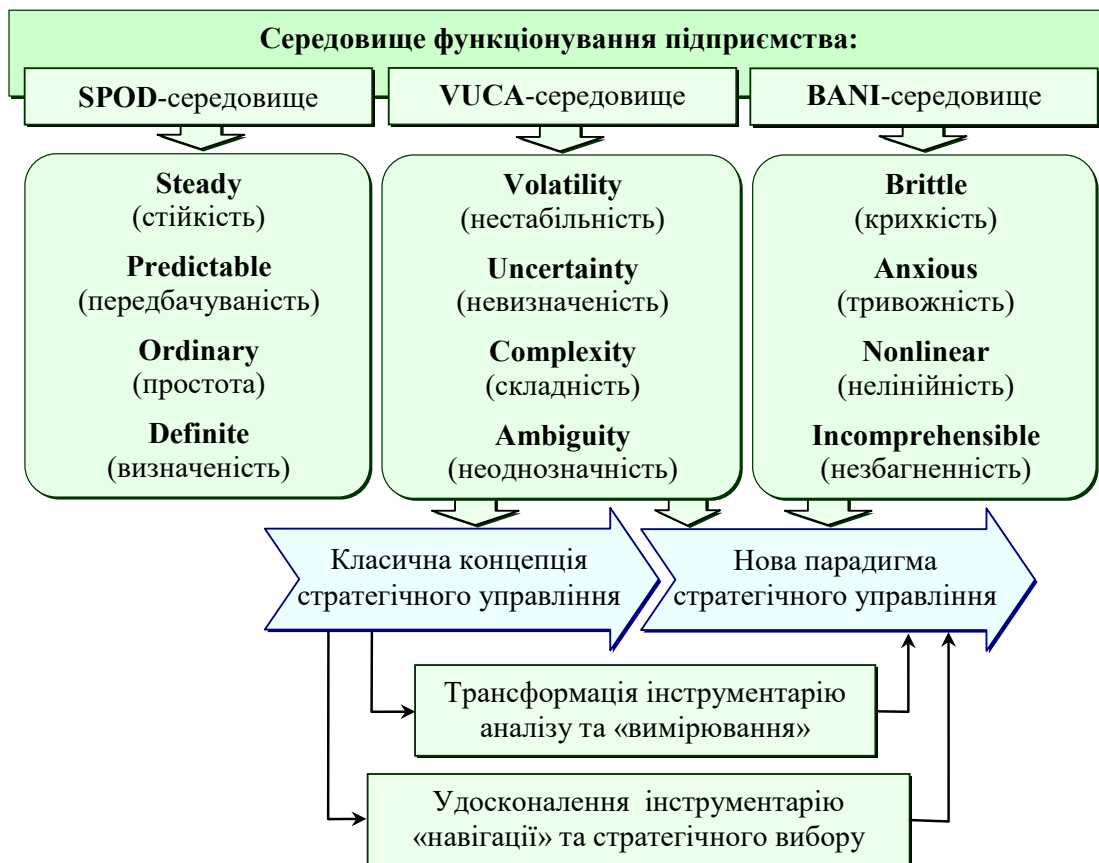 Середовище функціонування підприємства:
SPOD-середовище
VUCA-середовище
BANI-середовище
Steady
(стійкість)
Predictable
(передбачуваність)
Ordinary
(простота)
Definite
(визначеність)
Volatility
(нестабільність)
Uncertainty
(невизначеність)
Complexity
(складність)
Ambiguity
(неоднозначність)
Brittle
(крихкість)
Anxious
(тривожність)
Nonlinear
(нелінійність)
Incomprehensible
(незбагненність)
Класична концепція
стратегічного управління
Нова парадигма
стратегічного управління
Трансформація інструментарію
аналізу та «вимірювання»
Удосконалення інструментарію
«навігації» та стратегічного вибору